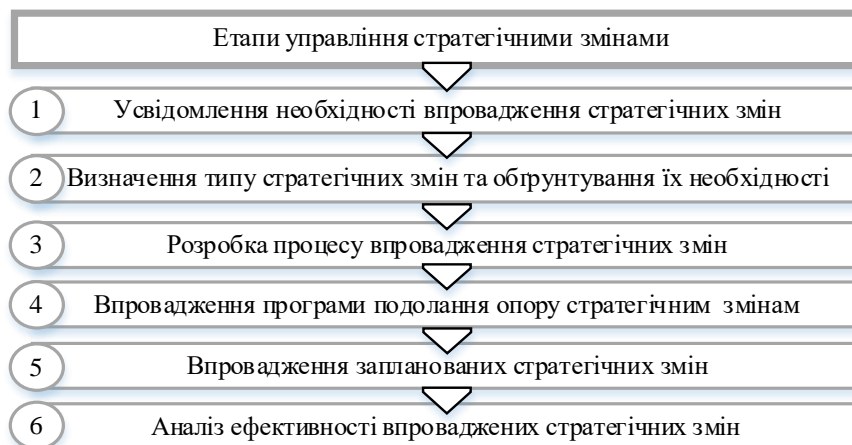 Етапи управління стратегічними змінами
1 Усвідомлення необхідності впровадження стратегічних змін
2 Визначення типу стратегічних змін та обґрунтування їх необхідності
3 Розробка процесу впровадження стратегічних змін
4 Впровадження програми подолання опору стратегічним змінам
5 Впровадження запланованих стратегічних змін
6 Аналіз ефективності впроваджених стратегічних змін